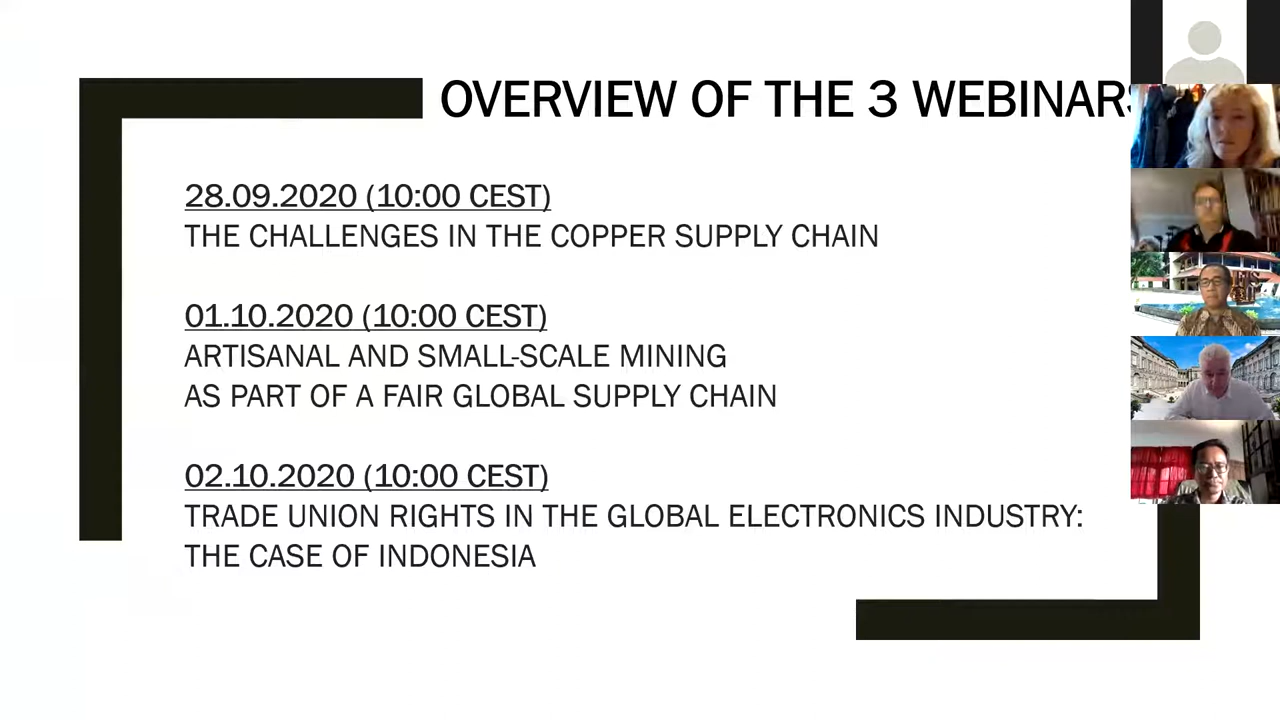 OVERVIEW OF THE 3 WEBINARS
28.09.2020 (10:00 CEST)
THE CHALLENGES IN THE COPPER SUPPLY CHAIN
01.10.2020 (10:00 CEST)
ARTISANAL AND SMALL-SCALE MINING
AS PART OF A FAIR GLOBAL SUPPLY CHAIN
02.10.2020 (10:00 CEST)
TRADE UNION RIGHTS IN THE GLOBAL ELECTRONICS INDUSTRY:
THE CASE OF INDONESIA